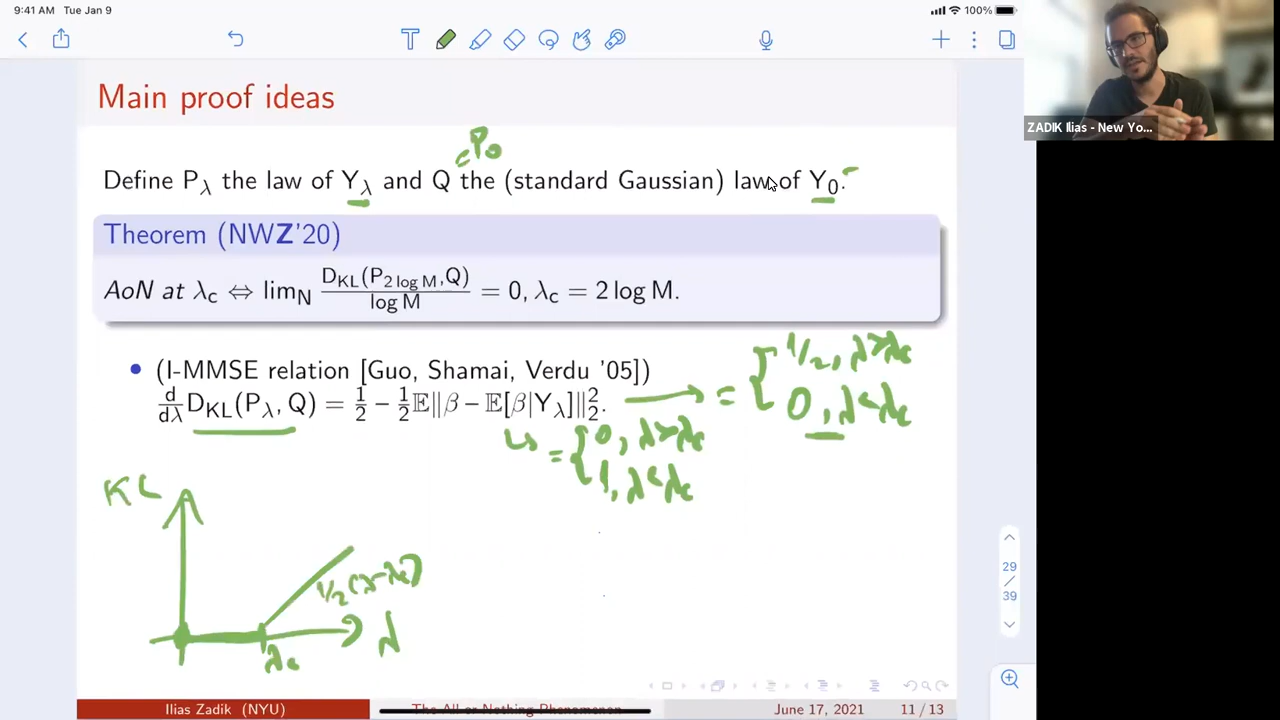 9:41 AM Tue Jan 9
100%
Main proof ideas
= P₀
Define P_λ the law of Y_λ and Q the (standard Gaussian) law of Y₀.
Theorem (NWZ'20)
AoN at λ_c ⇔ lim_N D_KL(P_{2 log M},Q) / log M = 0, λ_c = 2 log M.
• (I-MMSE relation [Guo, Shamai, Verdu '05])
d/dλ D_KL(P_λ, Q) = 1/2 − 1/2 𝔼‖β − 𝔼[β|Y_λ]‖₂².
= { 1/2, λ>λ_c
0, λ<λ_c
= { 0, λ>λ_c
1, λ<λ_c
KL
1/2(λ-λ_c)
λ
λ_c
29
/
39
ZADIK Ilias - New Yo...
Ilias Zadik (NYU)
The All or Nothing Phenomenon
June 17, 2021
11 / 13